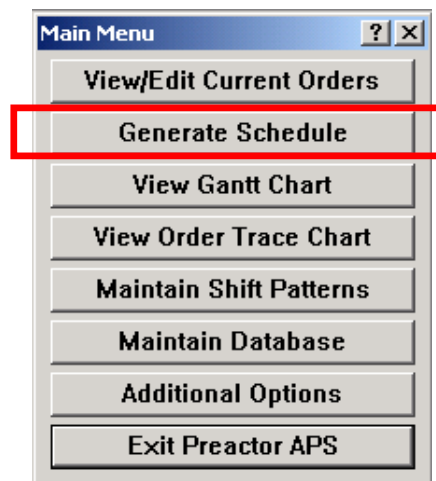 Main Menu ? X
View/Edit Current Orders
Generate Schedule
View Gantt Chart
View Order Trace Chart
Maintain Shift Patterns
Maintain Database
Additional Options
Exit Preactor APS